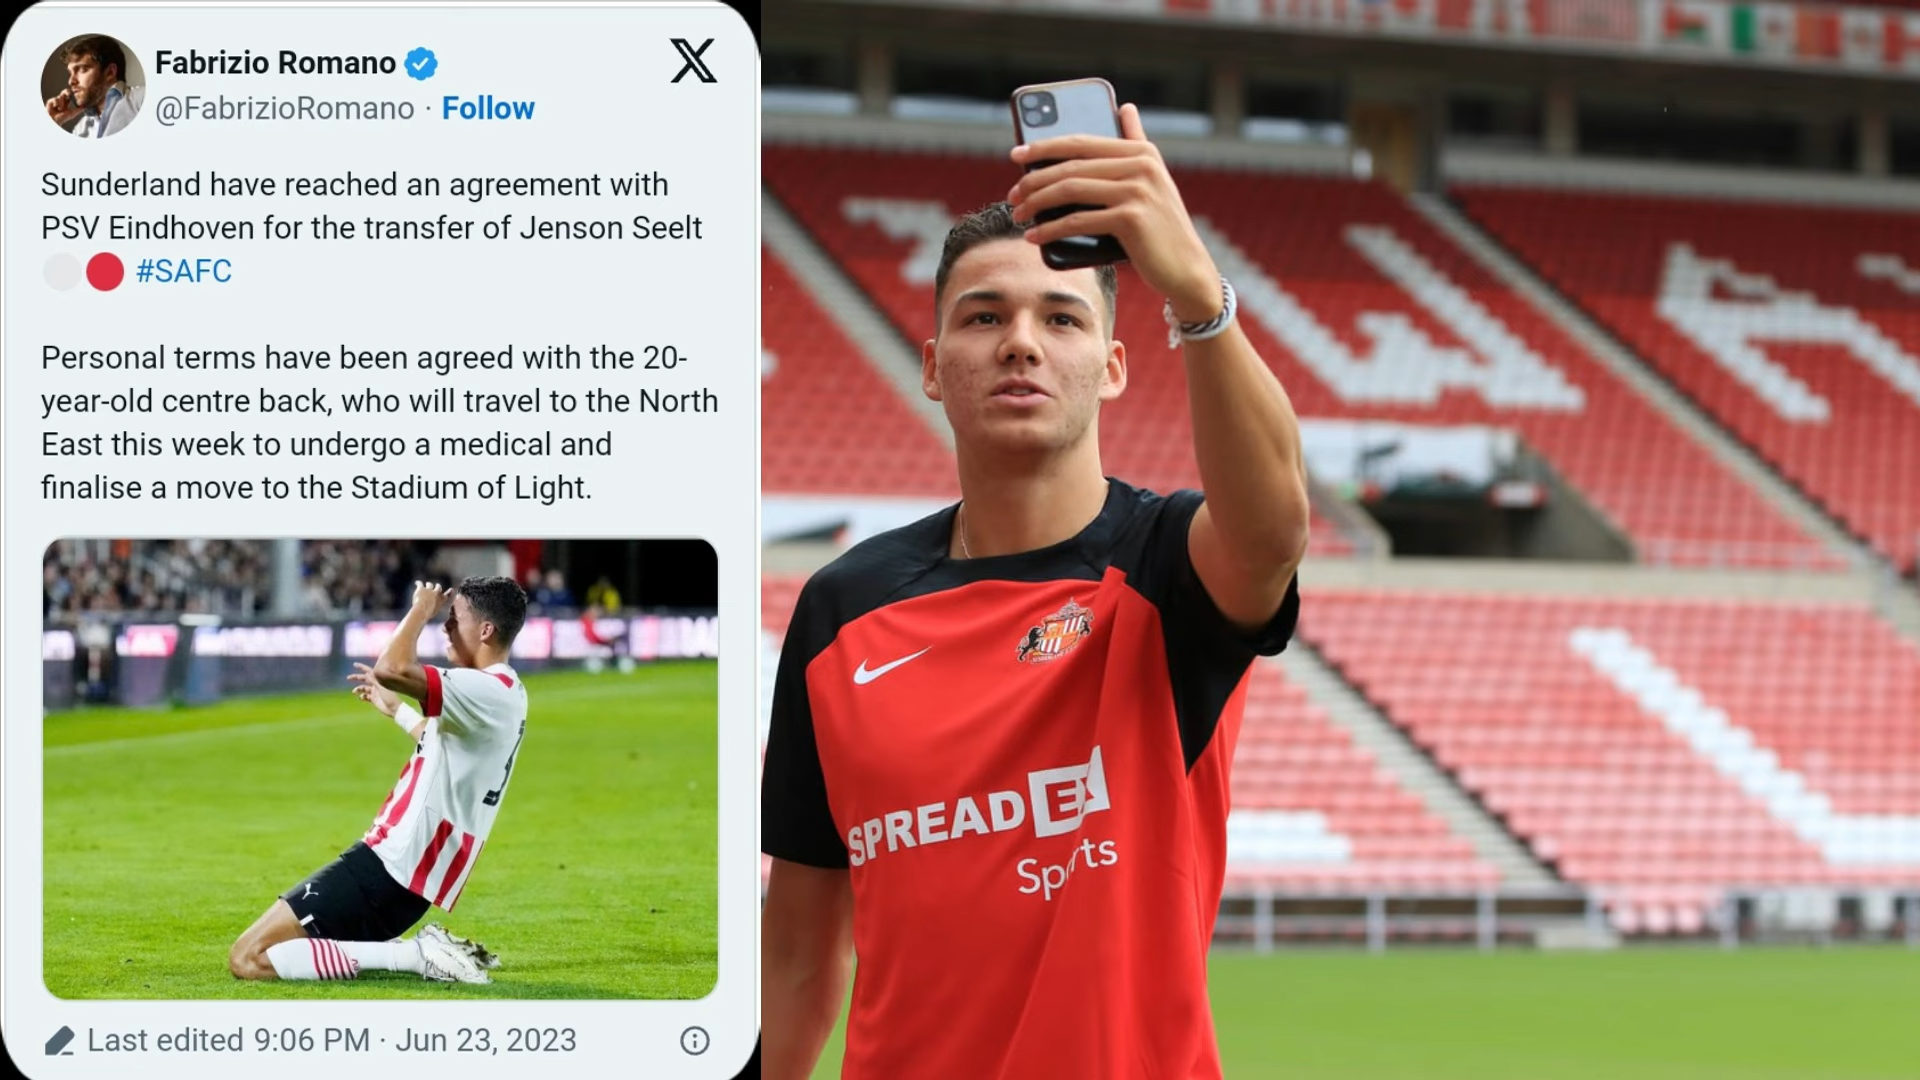 Fabrizio Romano
@FabrizioRomano · Follow
Sunderland have reached an agreement with
PSV Eindhoven for the transfer of Jenson Seelt
#SAFC
Personal terms have been agreed with the 20-
year-old centre back, who will travel to the North
East this week to undergo a medical and
finalise a move to the Stadium of Light.
Last edited 9:06 PM · Jun 23, 2023
SPREADEX
Sports